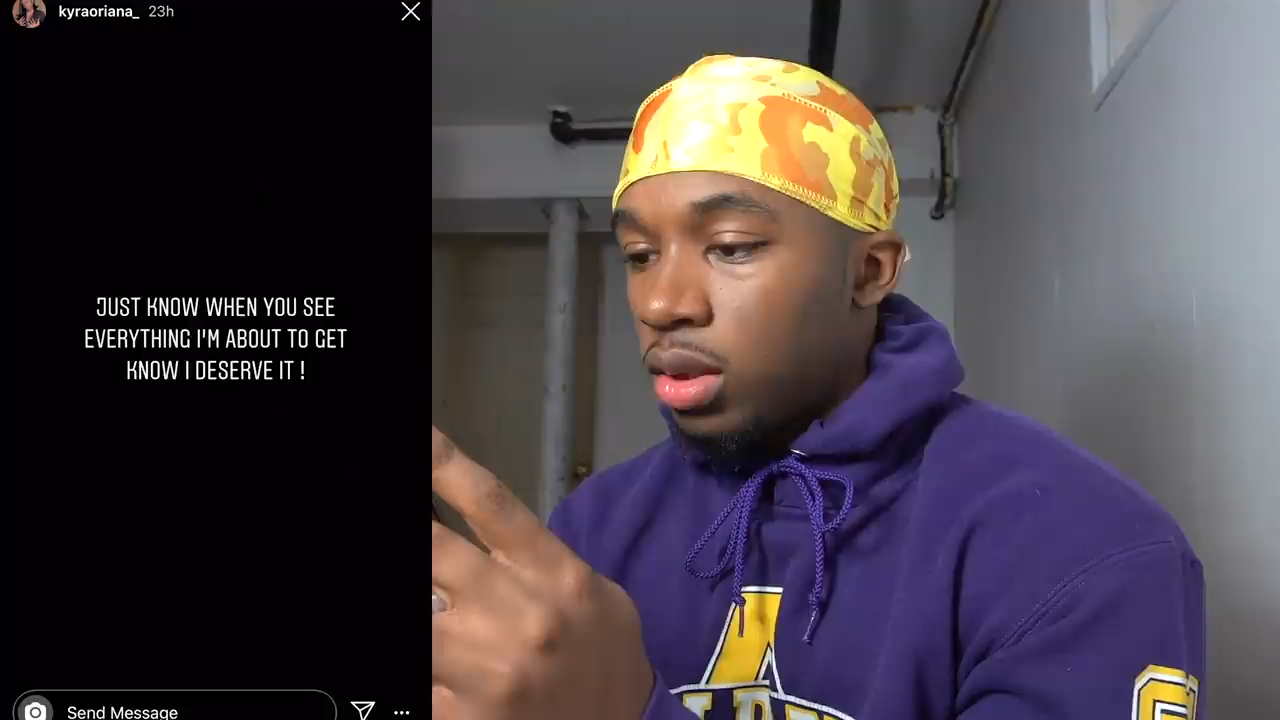 kyraoriana_ 23h
JUST KNOW WHEN YOU SEE
EVERYTHING I'M ABOUT TO GET
KNOW I DESERVE IT !
Send Message